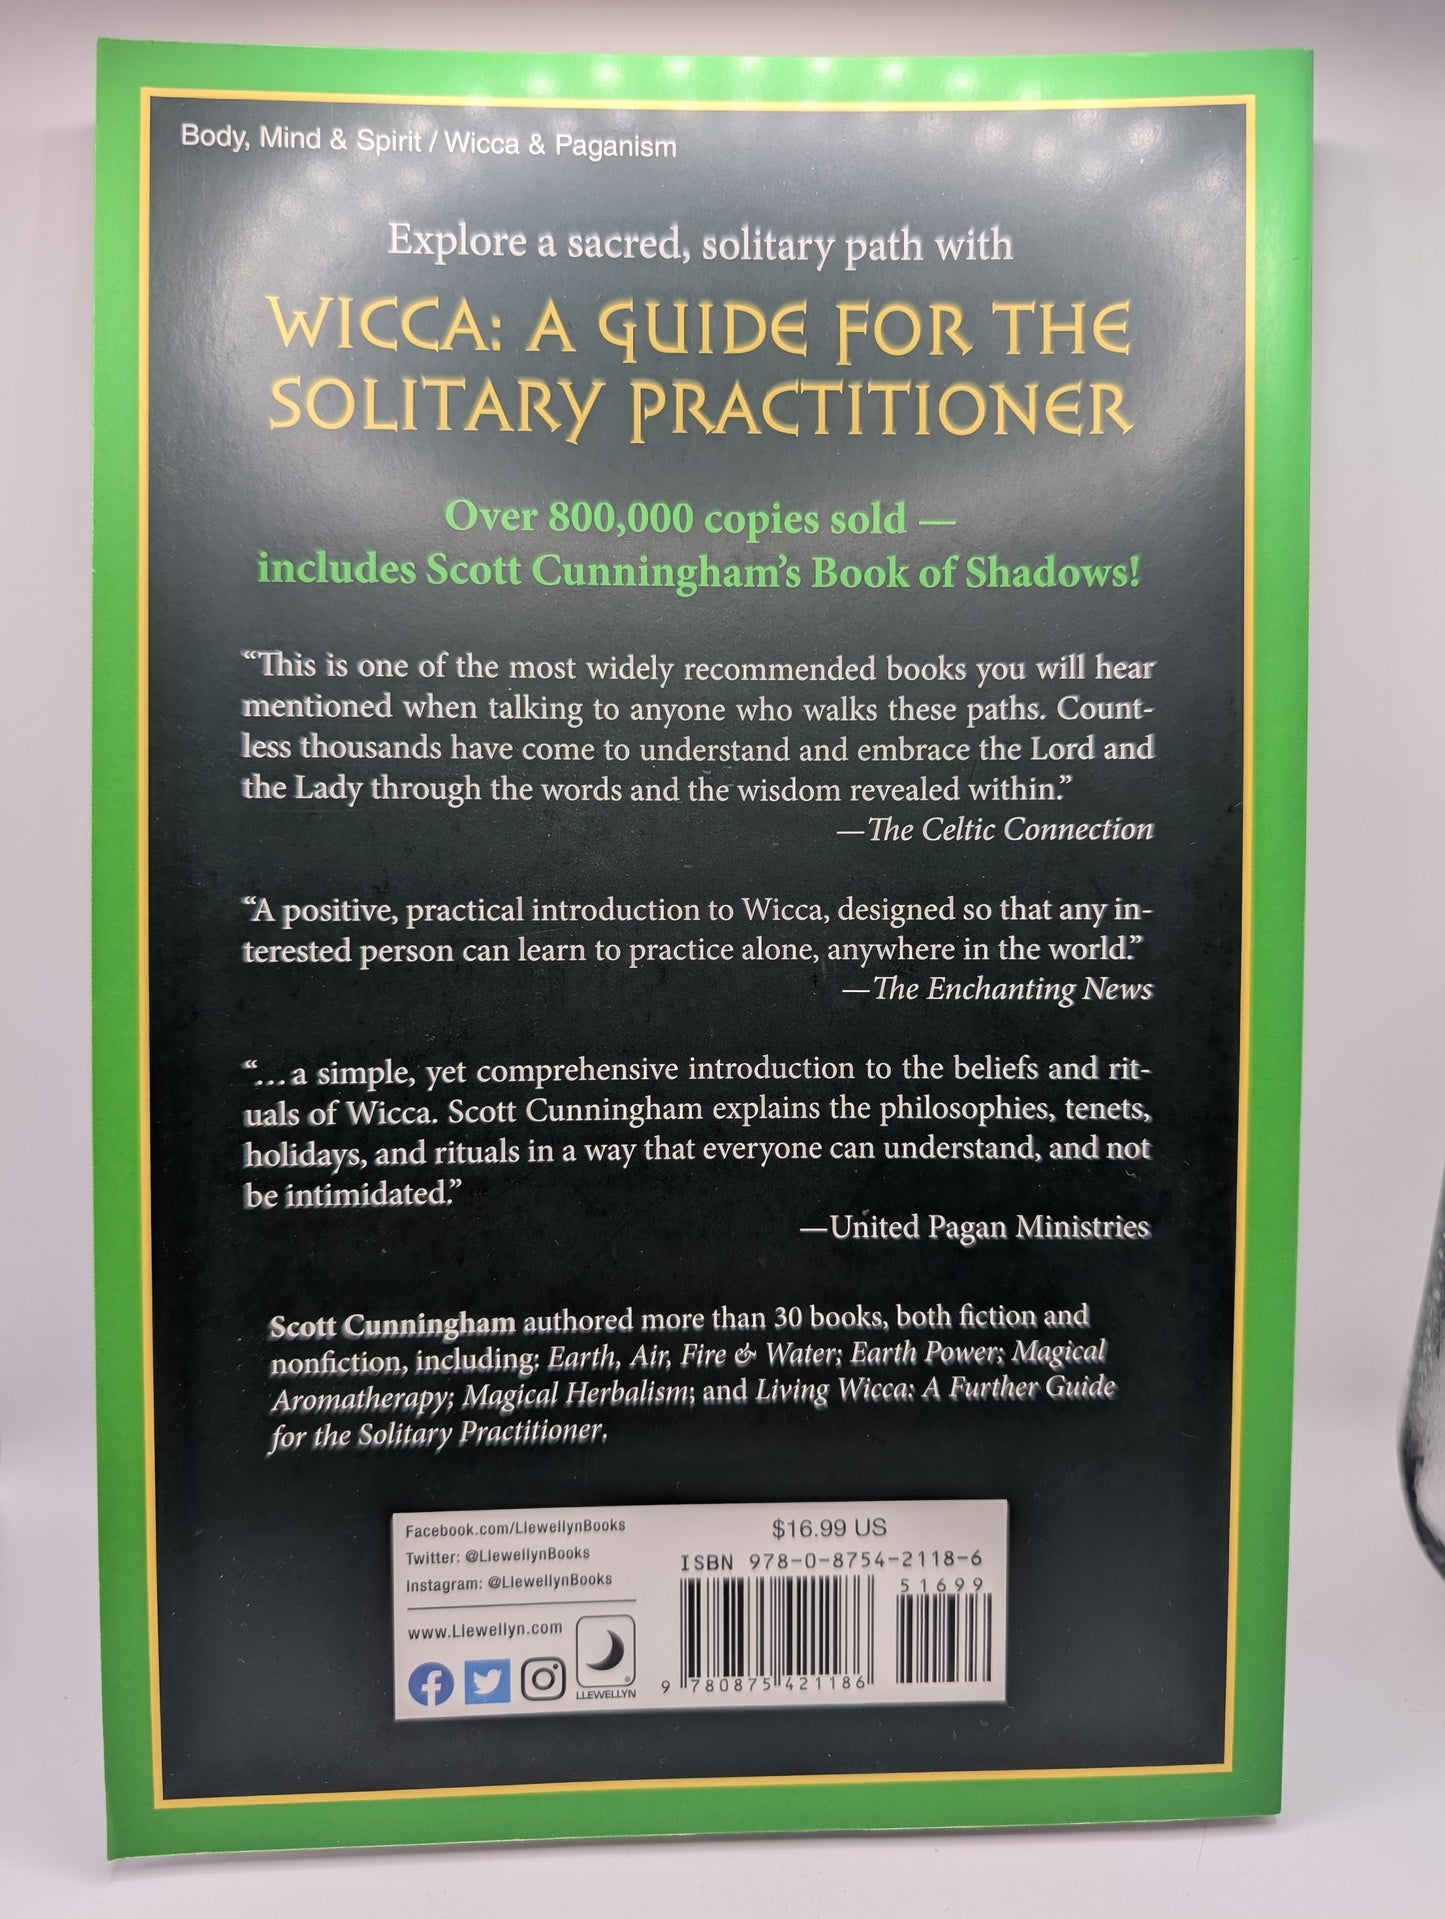 Body, Mind & Spirit / Wicca & Paganism
Explore a sacred, solitary path with
WICCA: A GUIDE FOR THE
SOLITARY PRACTITIONER
Over 800,000 copies sold —
includes Scott Cunningham's Book of Shadows!
“This is one of the most widely recommended books you will hear
mentioned when talking to anyone who walks these paths. Count-
less thousands have come to understand and embrace the Lord and
the Lady through the words and the wisdom revealed within.”
—The Celtic Connection
“A positive, practical introduction to Wicca, designed so that any in-
terested person can learn to practice alone, anywhere in the world.”
—The Enchanting News
“…a simple, yet comprehensive introduction to the beliefs and rit-
uals of Wicca. Scott Cunningham explains the philosophies, tenets,
holidays, and rituals in a way that everyone can understand, and not
be intimidated.”
—United Pagan Ministries
Scott Cunningham authored more than 30 books, both fiction and
nonfiction, including: Earth, Air, Fire & Water; Earth Power; Magical
Aromatherapy; Magical Herbalism; and Living Wicca: A Further Guide
for the Solitary Practitioner.
Facebook.com/LlewellynBooks
Twitter: @LlewellynBooks
Instagram: @LlewellynBooks
www.Llewellyn.com
LLEWELLYN
®
$16.99 US
ISBN 978-0-8754-2118-6
51699
9 780875 421186